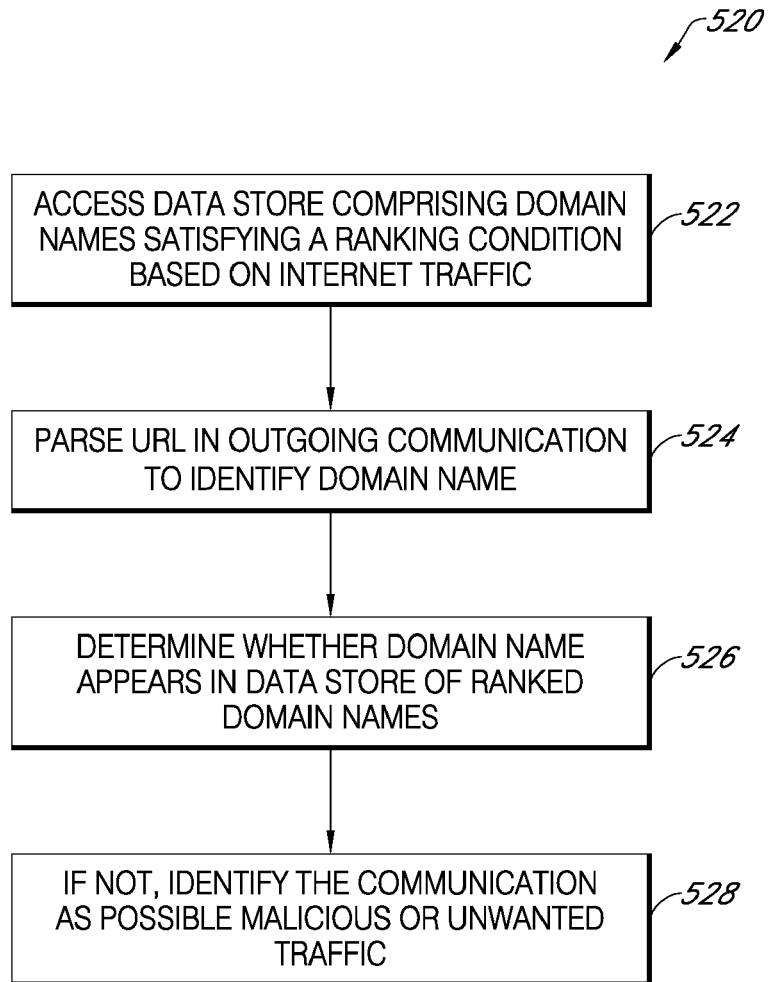 520
ACCESS DATA STORE COMPRISING DOMAIN
NAMES SATISFYING A RANKING CONDITION
BASED ON INTERNET TRAFFIC
522
PARSE URL IN OUTGOING COMMUNICATION
TO IDENTIFY DOMAIN NAME
524
DETERMINE WHETHER DOMAIN NAME
APPEARS IN DATA STORE OF RANKED
DOMAIN NAMES
526
IF NOT, IDENTIFY THE COMMUNICATION
AS POSSIBLE MALICIOUS OR UNWANTED
TRAFFIC
528